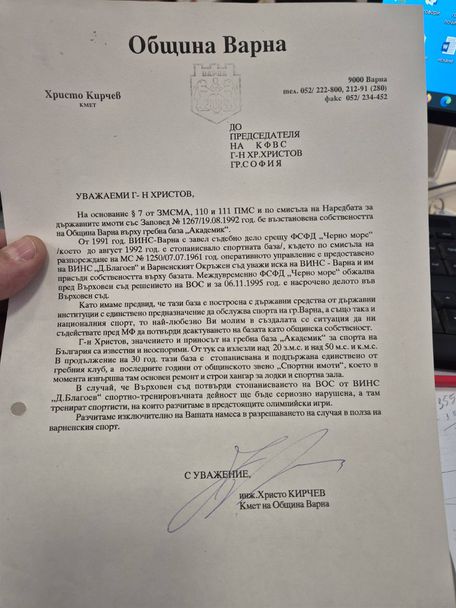 Община Варна
ВАРНА
Христо Кирчев
КМЕТ
9000 Варна
тел. 052/ 222-800, 212-91 (280)
факс 052/ 234-452
ДО
ПРЕДСЕДАТЕЛЯ
НА КФВС
Г-Н ХР.ХРИСТОВ
ГР.СОФИЯ
УВАЖАЕМИ Г- Н ХРИСТОВ,
На основание § 7 от ЗМСМА, 110 и 111 ПМС и по смисъла на Наредбата за
държавните имоти със Заповед № 1267/19.08.1992 год. бе възстановена собствеността
на Община Варна върху гребна база „Академик“.
От 1991 год. ВИНС-Варна е завел съдебно дело срещу ФСФД „Черно море“
/което до август 1992 год. е стопанисвало спортната база/, където по смисъла на
разпореждане на МС № 1250/07.07.1961 год. оперативното управление е предоставено
на ВИНС „Д.Благоев“ и Варненският Окръжен съд уважи иска на ВИНС - Варна и им
присъди собствеността върху базата. Междувременно ФСФД „Черно море“ обжалва
пред Върховен съд решението на ВОС и за 06.11.1995 год. е насрочено делото във
Върховен съд.
Като имаме предвид, че тази база е построена с държавни средства от държавни
институции с единствено предназначение да обслужва спорта на гр.Варна, а също така и
националния спорт, то най-любезно Ви молим в създалата се ситуация да ни
съдействате пред МФ да потвърди деактуването на базата като общинска собственост.
Г-н Христов, значението и приносът на гребна база „Академик“ за спорта на
България са известни и неоспорими. От тук са излезли над 20 з.м.с. и над 50 м.с. и к.м.с.
В продължение на 30 год. тази база е стопанисвана и поддържана единствено от
гребния клуб, а последните години от общинското звено „Спортни имоти“, което в
момента извършва там основен ремонт и строи хангар за лодки и спортна зала.
В случай, че Върховен съд потвърди стопанисването на ВОС от ВИНС
„Д.Благоев“ спортно-тренировъчната дейност ще бъде сериозно нарушена, а там
тренират спортисти, на които разчитаме в предстоящите олимпийски игри.
Разчитаме изключително на Вашата намеса в разрешаването на случая в полза на
варненския спорт.
С УВАЖЕНИЕ,
инж.Христо КИРЧЕВ
Кмет на Община Варна